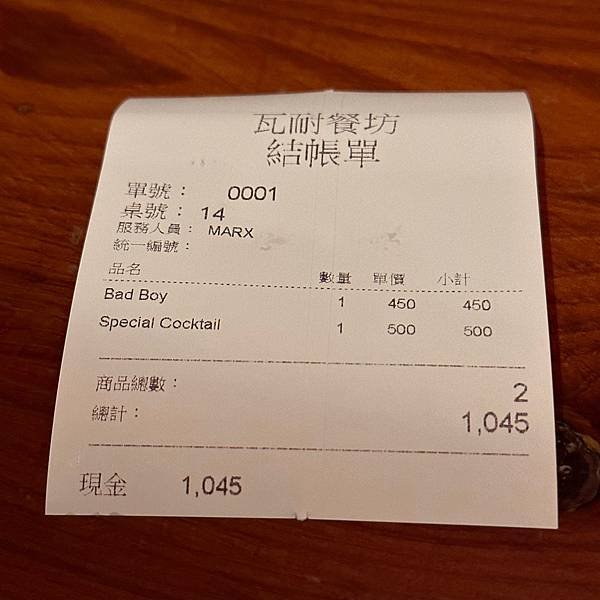 瓦耐餐坊
結帳單
單號： 0001
桌號： 14
服務人員： MARX
統一編號：
品名 數量 單價 小計
Bad Boy 1 450 450
Special Cocktail 1 500 500
商品總數： 2
總計： 1,045
現金 1,045